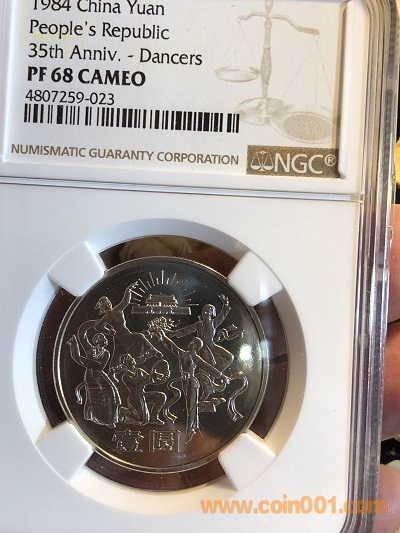 1984 China Yuan
People's Republic
35th Anniv. - Dancers
PF 68 CAMEO
4807259-023
NUMISMATIC GUARANTY CORPORATION NGC®
壹圆
www.coin001.com